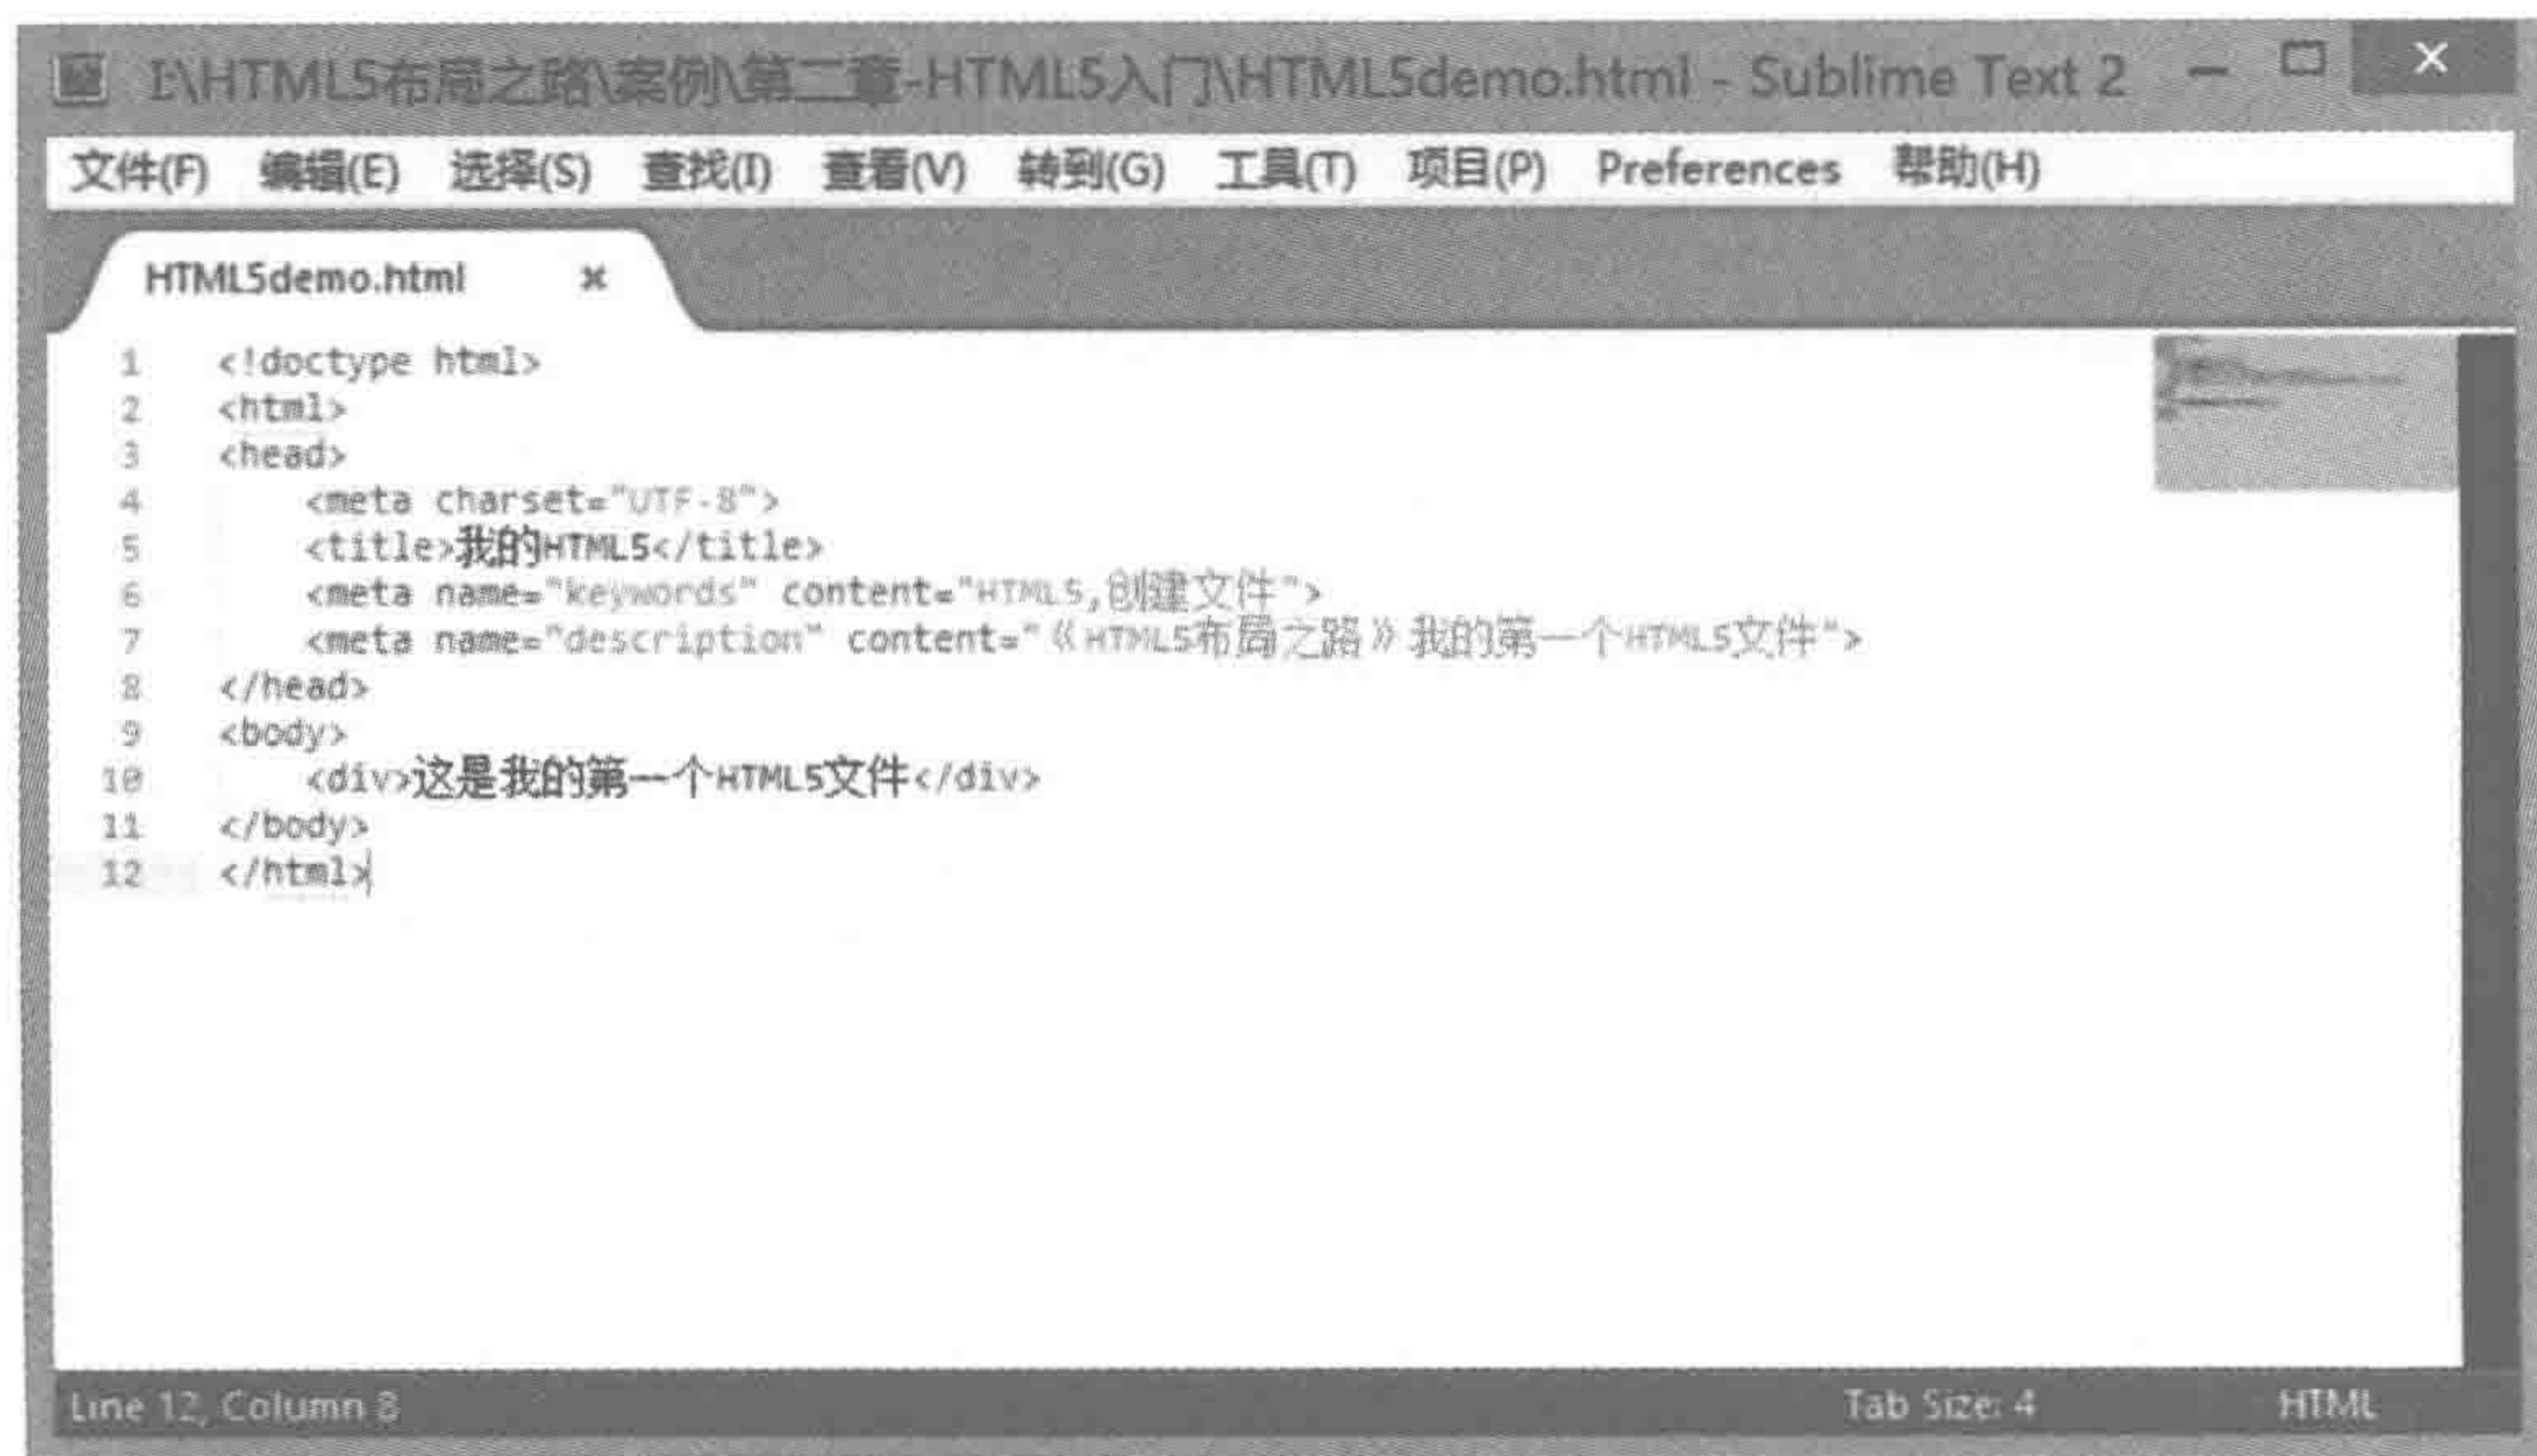 I:\HTML5布局之路\案例\第二章-HTML5入门\HTML5demo.html - Sublime Text 2
文件(F) 编辑(E) 选择(S) 查找(I) 查看(V) 转到(G) 工具(T) 项目(P) Preferences 帮助(H)
HTML5demo.html
1 <!doctype html>
2 <html>
3 <head>
4 <meta charset="UTF-8">
5 <title>我的HTML5</title>
6 <meta name="keywords" content="HTML5,创建文件">
7 <meta name="description" content="《HTML5布局之路》我的第一个HTML5文件">
8 </head>
9 <body>
10 <div>这是我的第一个HTML5文件</div>
11 </body>
12 </html>
Line 12, Column 8 Tab Size: 4 HTML